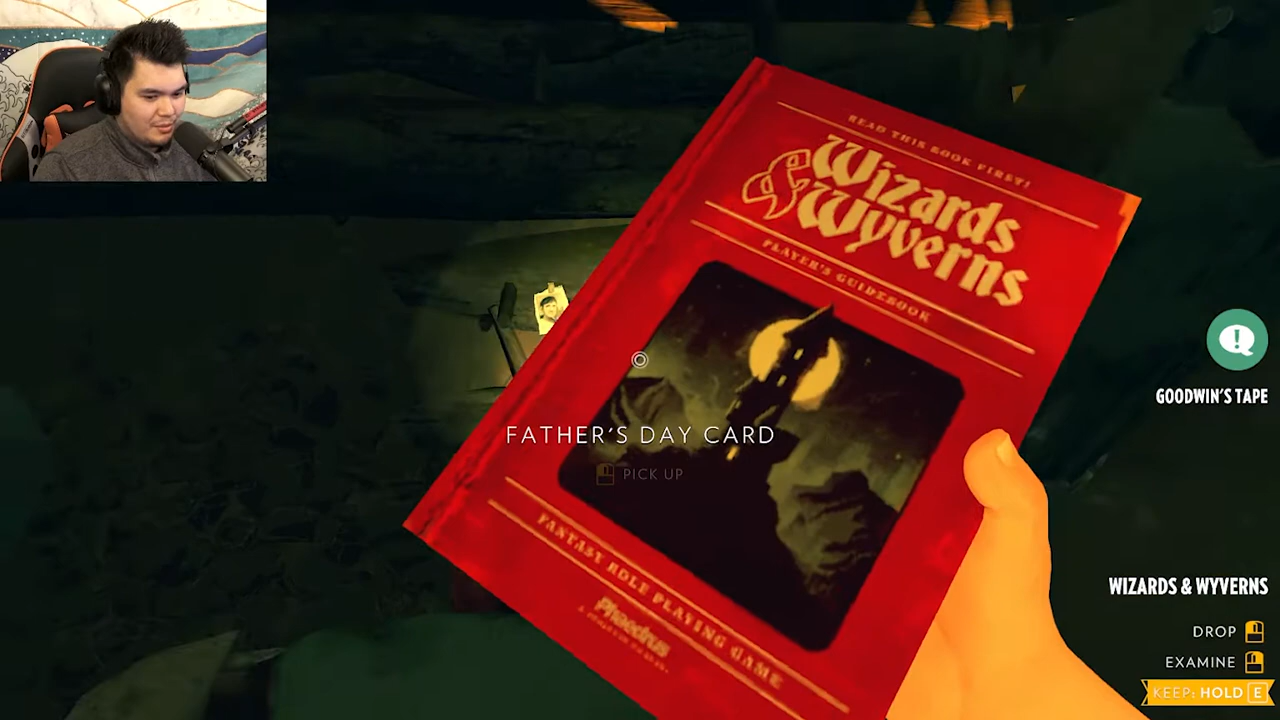 READ THIS BOOK FIRST!
Wizards
& Wyverns
PLAYER'S GUIDEBOOK
FANTASY ROLE PLAYING GAME
Phaedrus
FATHER'S DAY CARD
PICK UP
GOODWIN'S TAPE
WIZARDS & WYVERNS
DROP
EXAMINE
KEEP: HOLD E